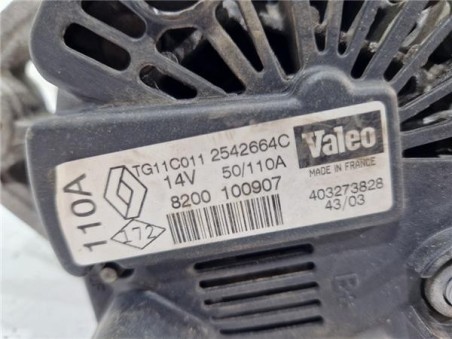 TG11C011 2542664C
14V 50/110A
8200 100907
110A
172
Valeo
MADE IN FRANCE
403273828
43/03
B+